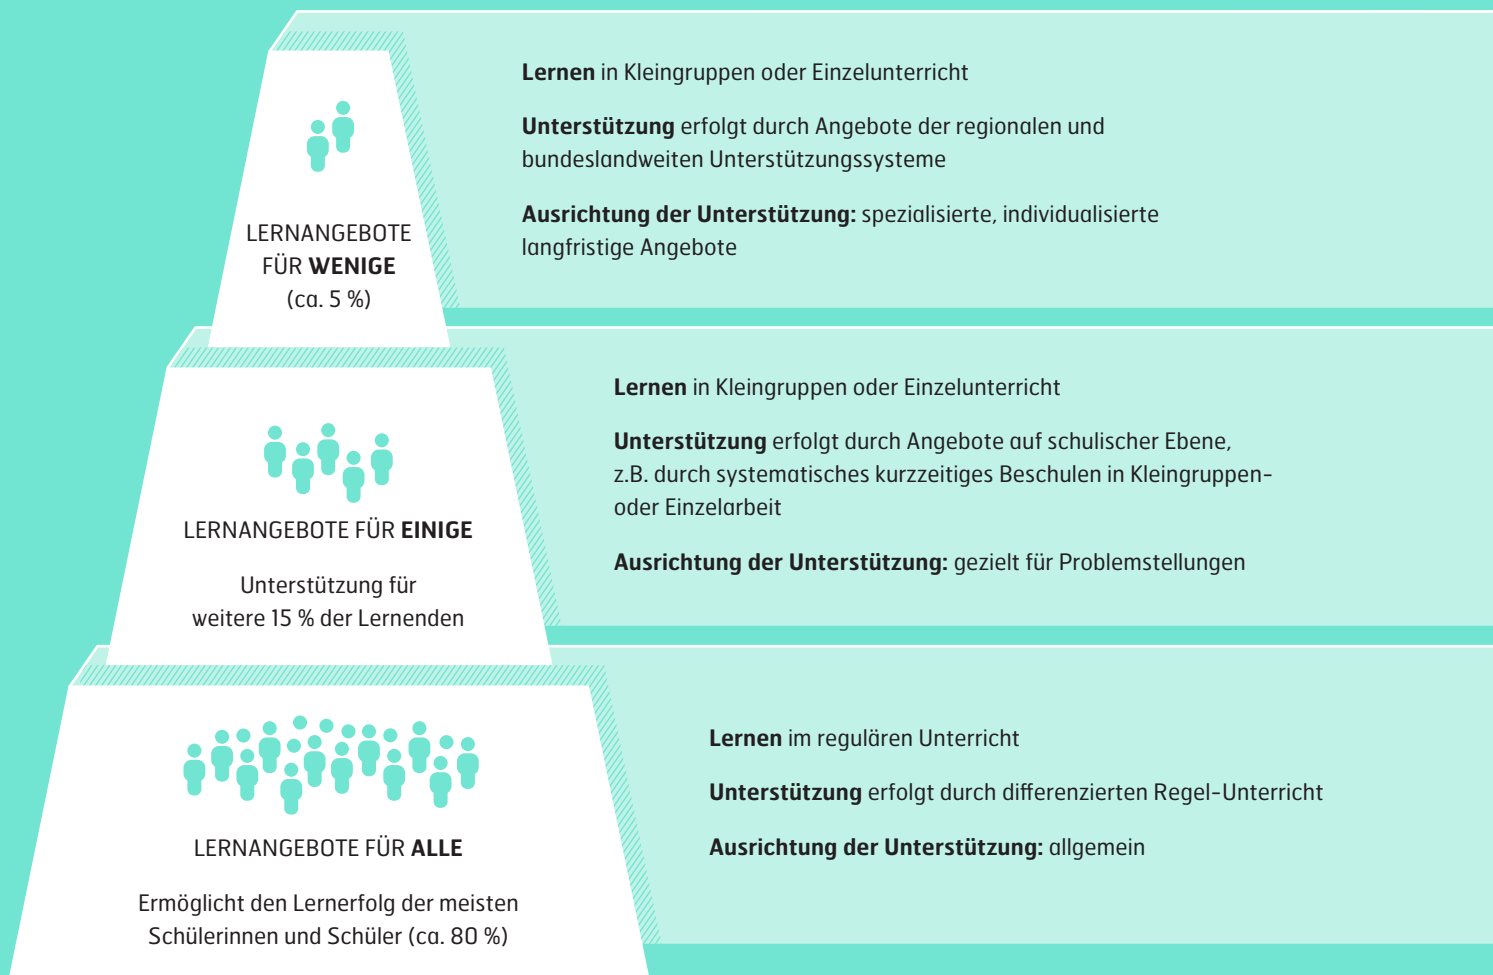 LERNANGEBOTE
FÜR WENIGE
(ca. 5 %)
Lernen in Kleingruppen oder Einzelunterricht
Unterstützung erfolgt durch Angebote der regionalen und
bundeslandweiten Unterstützungssysteme
Ausrichtung der Unterstützung: spezialisierte, individualisierte
langfristige Angebote
LERNANGEBOTE FÜR EINIGE
Unterstützung für
weitere 15 % der Lernenden
Lernen in Kleingruppen oder Einzelunterricht
Unterstützung erfolgt durch Angebote auf schulischer Ebene,
z.B. durch systematisches kurzzeitiges Beschulen in Kleingruppen-
oder Einzelarbeit
Ausrichtung der Unterstützung: gezielt für Problemstellungen
LERNANGEBOTE FÜR ALLE
Ermöglicht den Lernerfolg der meisten
Schülerinnen und Schüler (ca. 80 %)
Lernen im regulären Unterricht
Unterstützung erfolgt durch differenzierten Regel-Unterricht
Ausrichtung der Unterstützung: allgemein